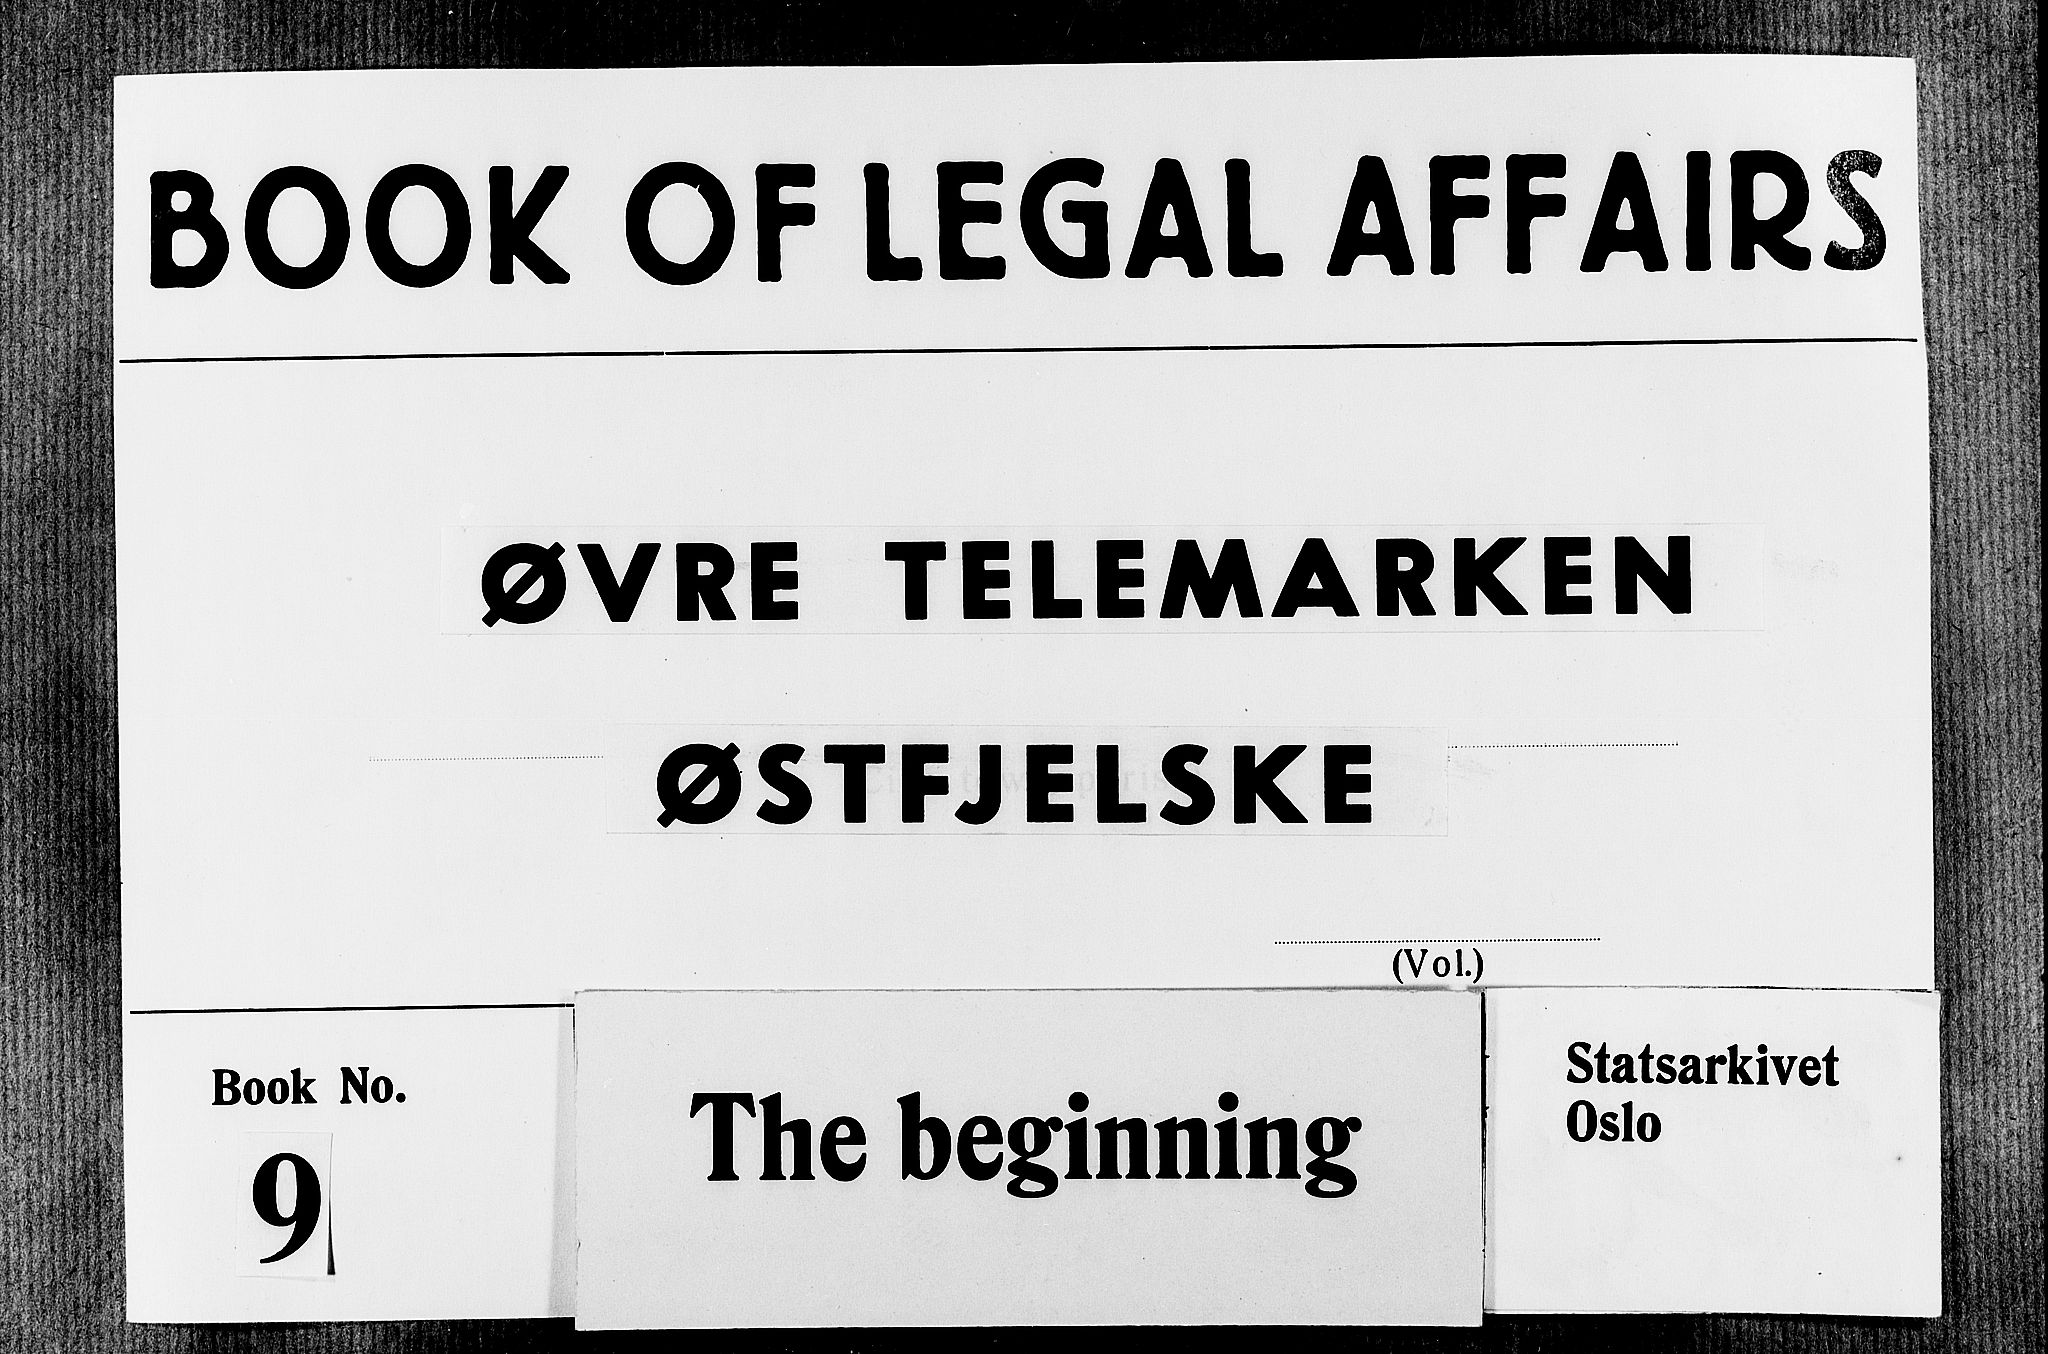 BOOK OF LEGAL AFFAIRS
ØVRE TELEMARKEN
ØSTFJELSKE
(Vol.)
Book No.
9
The beginning
Statsarkivet
Oslo